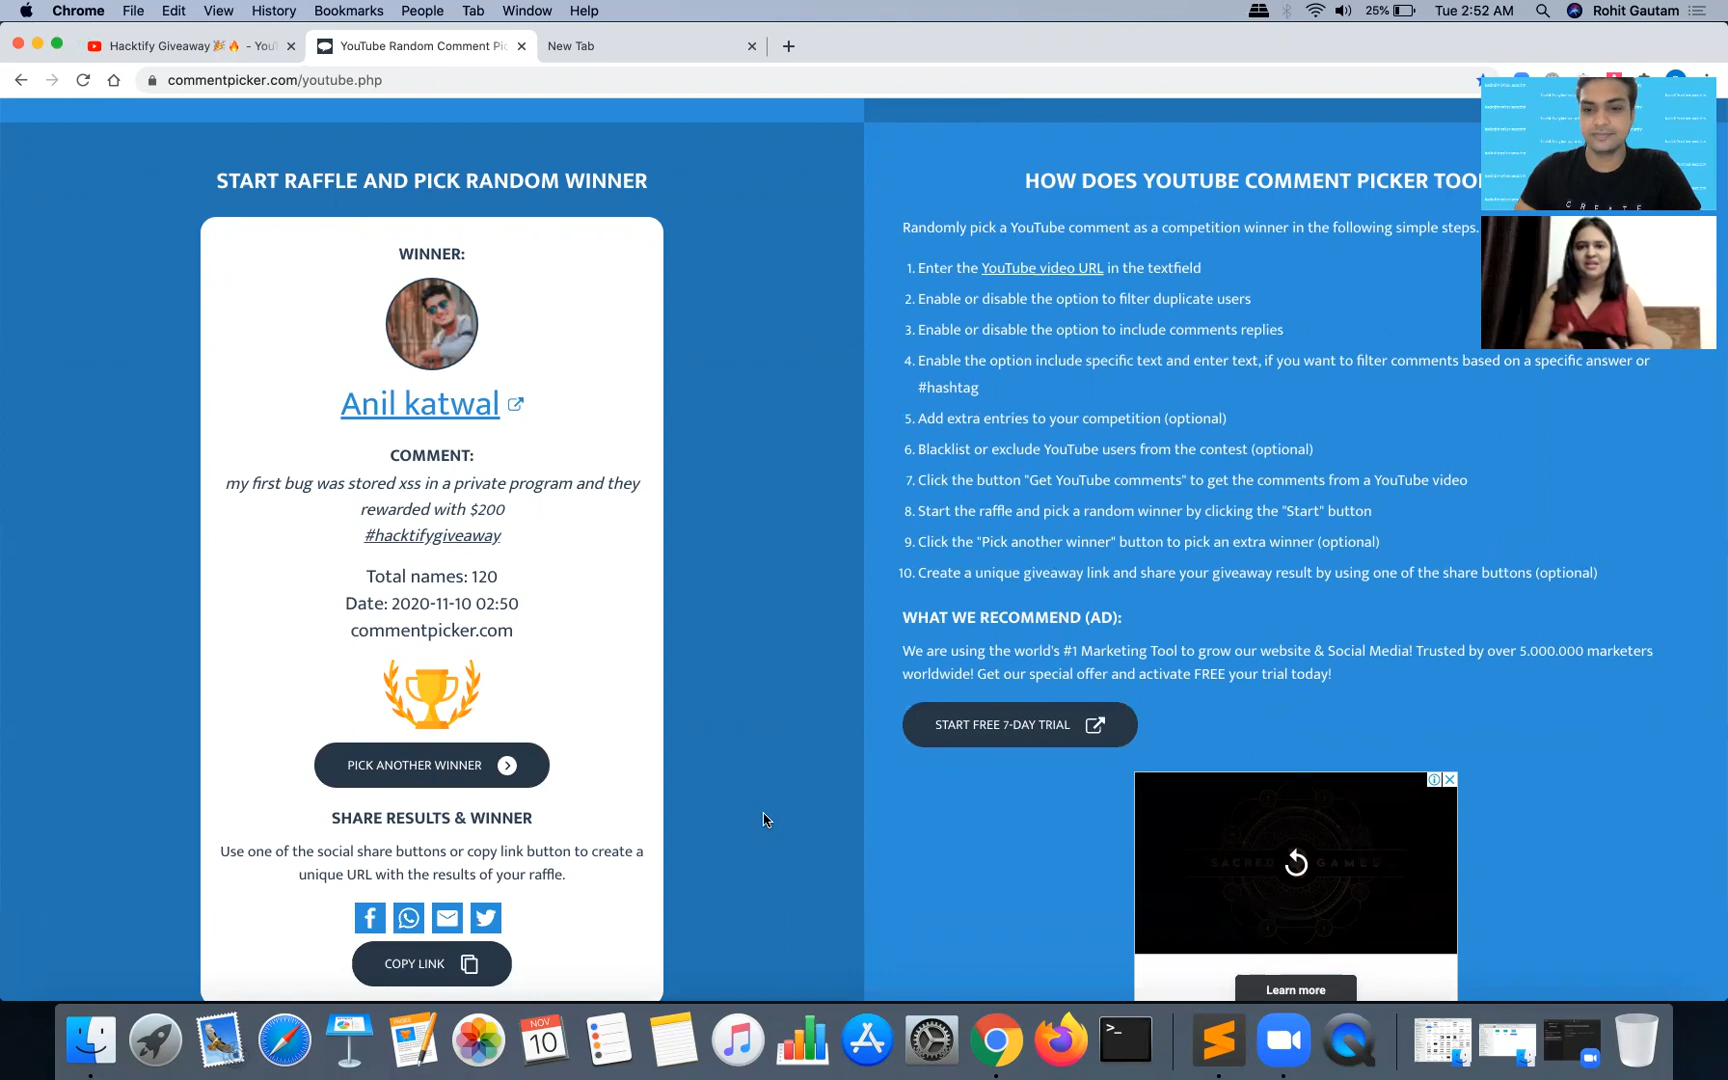 Chrome File Edit View History Bookmarks People Tab Window Help
25% Tue 2:52 AM Rohit Gautam
Hacktify Giveaway🎉🔥 - You
YouTube Random Comment Pic
New Tab
commentpicker.com/youtube.php
START RAFFLE AND PICK RANDOM WINNER
WINNER:
Anil katwal
COMMENT:
my first bug was stored xss in a private program and they
rewarded with $200
#hacktifygiveaway
Total names: 120
Date: 2020-11-10 02:50
commentpicker.com
PICK ANOTHER WINNER
SHARE RESULTS & WINNER
Use one of the social share buttons or copy link button to create a
unique URL with the results of your raffle.
COPY LINK
HOW DOES YOUTUBE COMMENT PICKER TOO
Randomly pick a YouTube comment as a competition winner in the following simple steps.
1. Enter the YouTube video URL in the textfield
2. Enable or disable the option to filter duplicate users
3. Enable or disable the option to include comments replies
4. Enable the option include specific text and enter text, if you want to filter comments based on a specific answer or
#hashtag
5. Add extra entries to your competition (optional)
6. Blacklist or exclude YouTube users from the contest (optional)
7. Click the button "Get YouTube comments" to get the comments from a YouTube video
8. Start the raffle and pick a random winner by clicking the "Start" button
9. Click the "Pick another winner" button to pick an extra winner (optional)
10. Create a unique giveaway link and share your giveaway result by using one of the share buttons (optional)
WHAT WE RECOMMEND (AD):
We are using the world's #1 Marketing Tool to grow our website & Social Media! Trusted by over 5.000.000 marketers
worldwide! Get our special offer and activate FREE your trial today!
START FREE 7-DAY TRIAL
SACRED GAMES
Learn more
CREATE
NOV
10